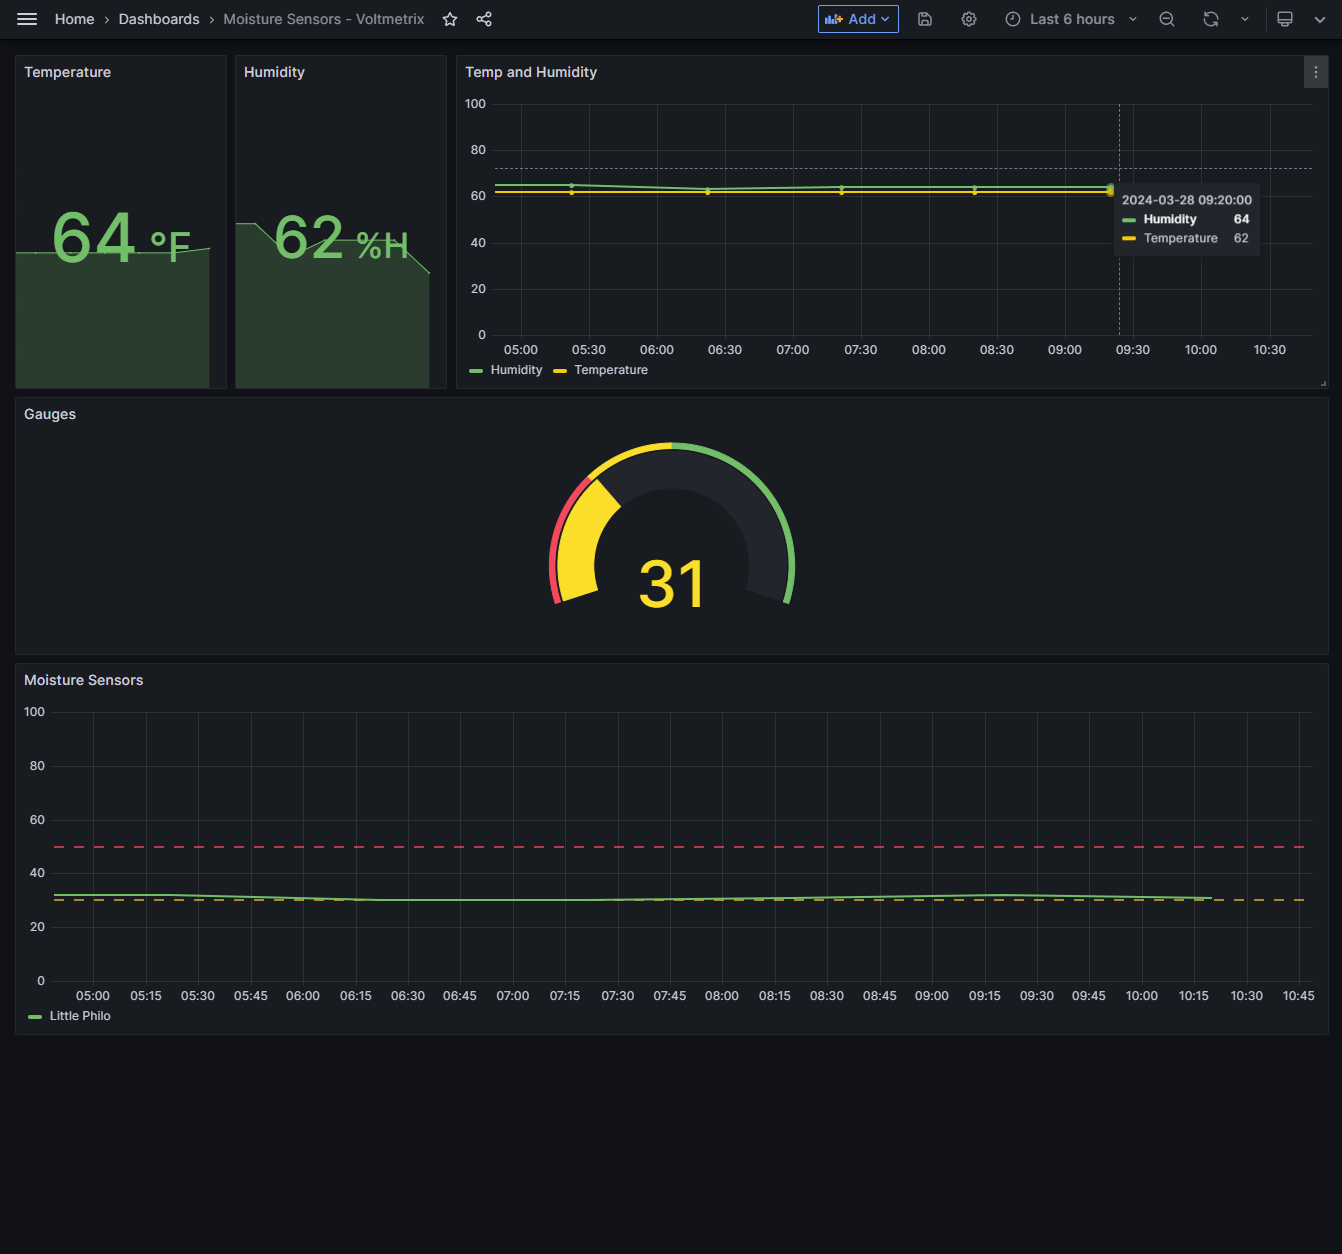 Home › Dashboards › Moisture Sensors - Voltmetrix Add Last 6 hours
Temperature
64 °F
Humidity
62 %H
Temp and Humidity
100
80
60
40
20
0
05:00 05:30 06:00 06:30 07:00 07:30 08:00 08:30 09:00 09:30 10:00 10:30
2024-03-28 09:20:00
Humidity 64
Temperature 62
Humidity Temperature
Gauges
31
Moisture Sensors
100
80
60
40
20
0
05:00 05:15 05:30 05:45 06:00 06:15 06:30 06:45 07:00 07:15 07:30 07:45 08:00 08:15 08:30 08:45 09:00 09:15 09:30 09:45 10:00 10:15 10:30 10:45
Little Philo